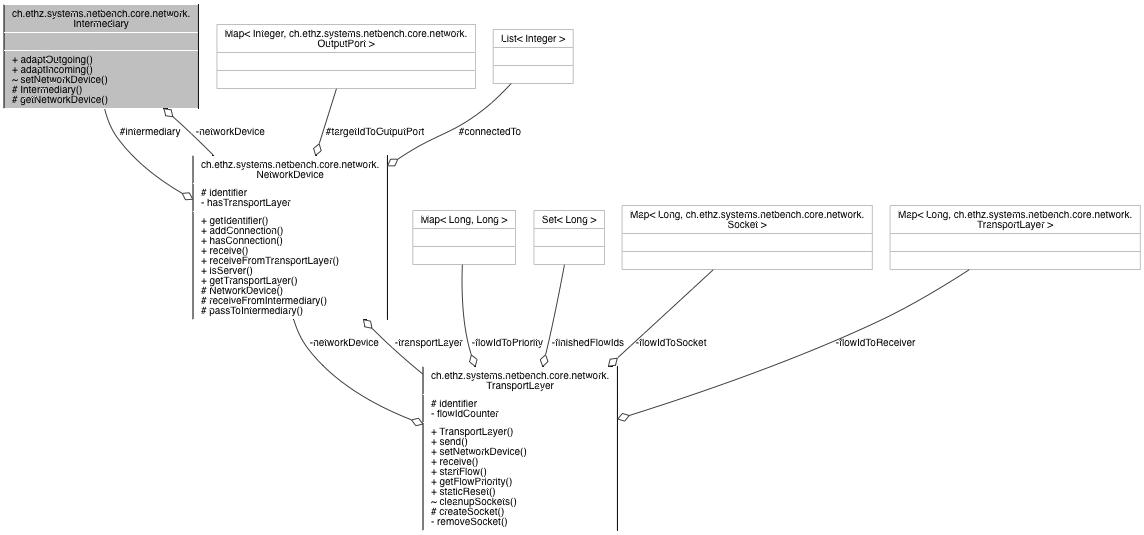 ch.ethz.systems.netbench.core.network.
Intermediary
+ adaptOutgoing()
+ adaptIncoming()
~ setNetworkDevice()
# Intermediary()
# getNetworkDevice()
Map< Integer, ch.ethz.systems.netbench.core.network.
OutputPort >
List< Integer >
#intermediary
-networkDevice
#targetIdToOutputPort
#connectedTo
ch.ethz.systems.netbench.core.network.
NetworkDevice
# identifier
- hasTransportLayer
+ getIdentifier()
+ addConnection()
+ hasConnection()
+ receive()
+ receiveFromTransportLayer()
+ isServer()
+ getTransportLayer()
# NetworkDevice()
# receiveFromIntermediary()
# passToIntermediary()
Map< Long, Long >
Set< Long >
Map< Long, ch.ethz.systems.netbench.core.network.
Socket >
Map< Long, ch.ethz.systems.netbench.core.network.
TransportLayer >
-networkDevice
-transportLayer
-flowIdToPriority
-finishedFlowIds
-flowIdToSocket
-flowIdToReceiver
ch.ethz.systems.netbench.core.network.
TransportLayer
# identifier
- flowIdCounter
+ TransportLayer()
+ send()
+ setNetworkDevice()
+ receive()
+ startFlow()
+ getFlowPriority()
+ staticReset()
~ cleanupSockets()
# createSocket()
- removeSocket()